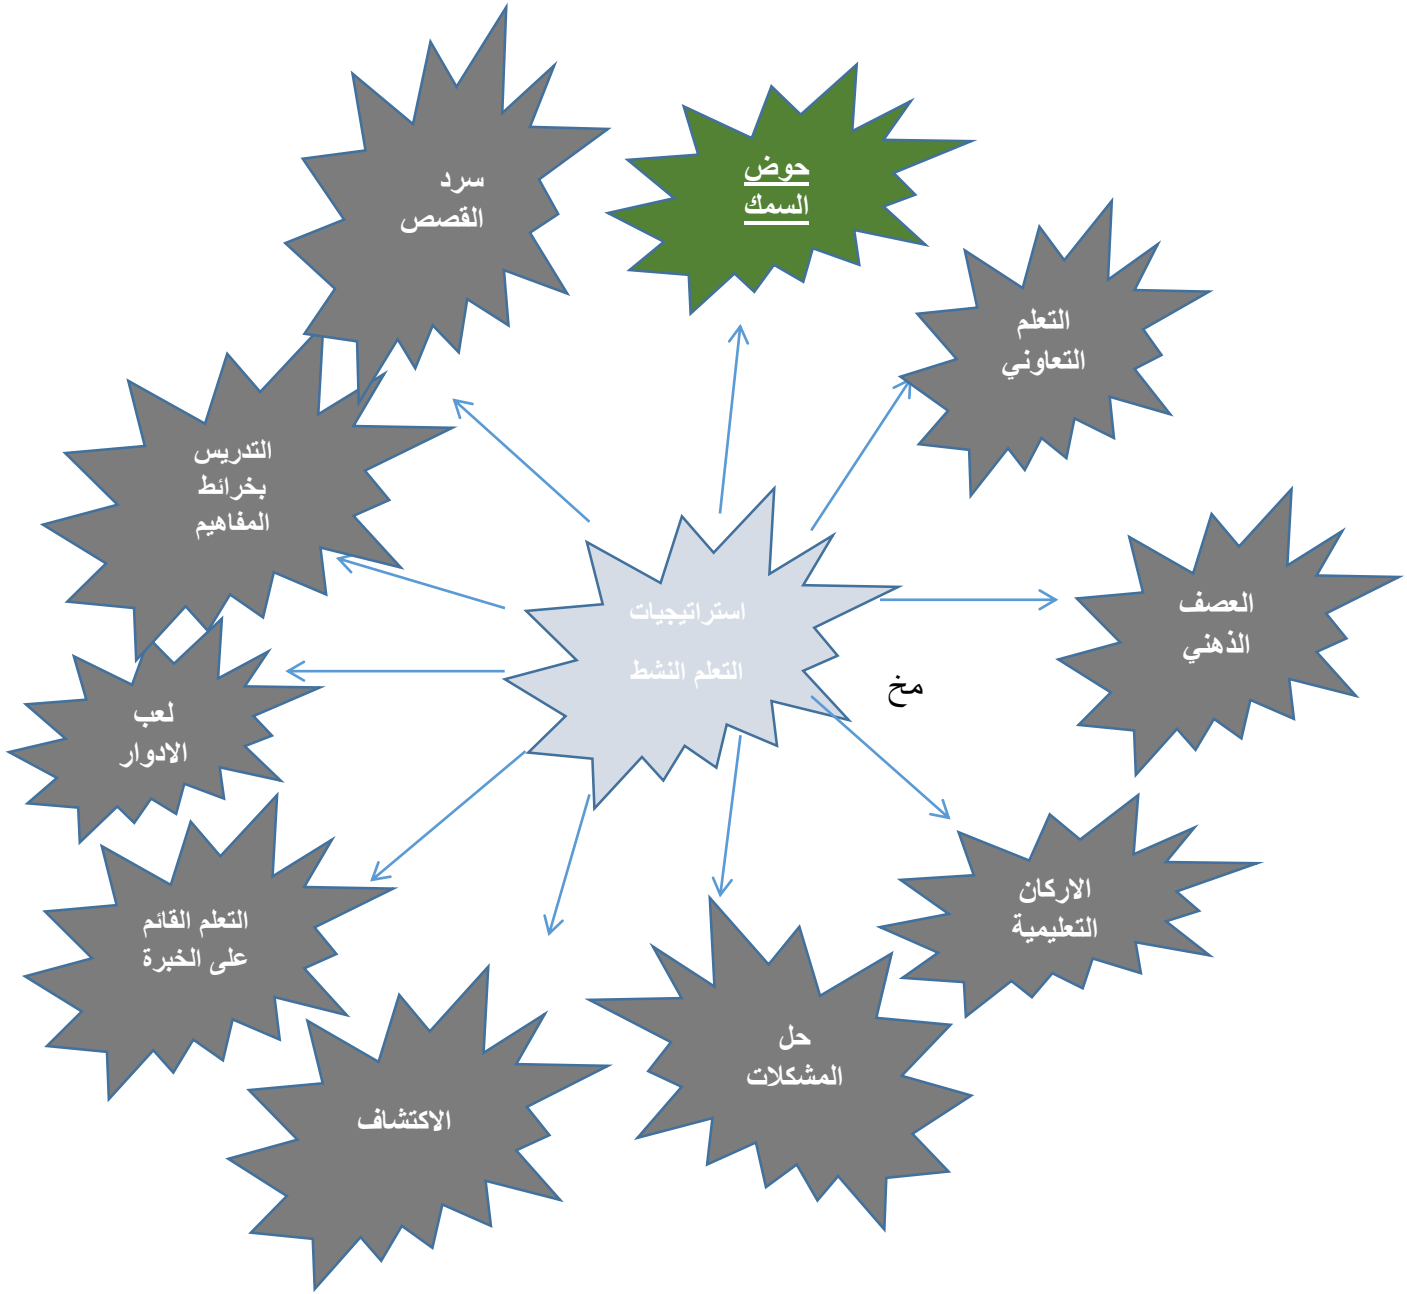 حوض
السمك
سرد
القصص
التعلم
التعاوني
التدريس
بخرائط
المفاهيم
العصف
الذهني
استراتيجيات
التعلم النشط
مخ
لعب
الادوار
الاركان
التعليمية
التعلم القائم
على الخبرة
حل
المشكلات
الاكتشاف